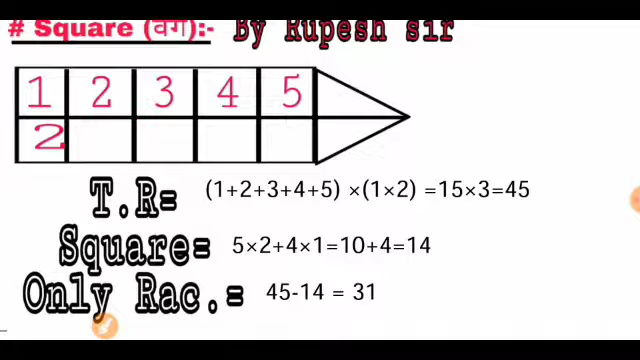 # Square (वर्ग):- By Rupesh sir
1 2 3 4 5
2
T.R= (1+2+3+4+5) ×(1×2) =15×3=45
Square= 5×2+4×1=10+4=14
Only Rac.= 45-14 = 31